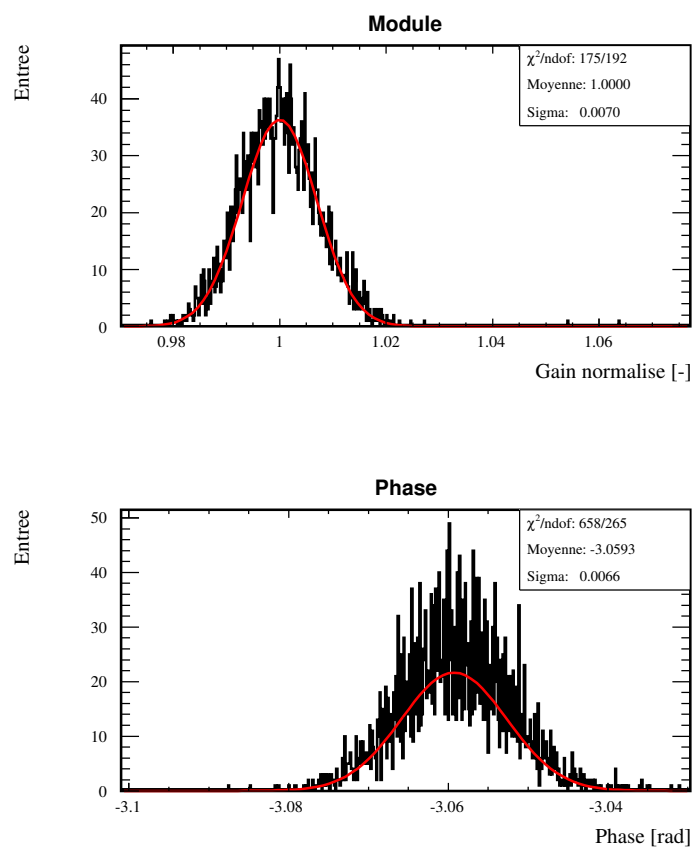 Module
Entree
χ²/ndof: 175/192
Moyenne: 1.0000
Sigma: 0.0070
40
30
20
10
0
0.98 1 1.02 1.04 1.06
Gain normalise [-]
Phase
Entree
χ²/ndof: 658/265
Moyenne: -3.0593
Sigma: 0.0066
50
40
30
20
10
0
-3.1 -3.08 -3.06 -3.04
Phase [rad]